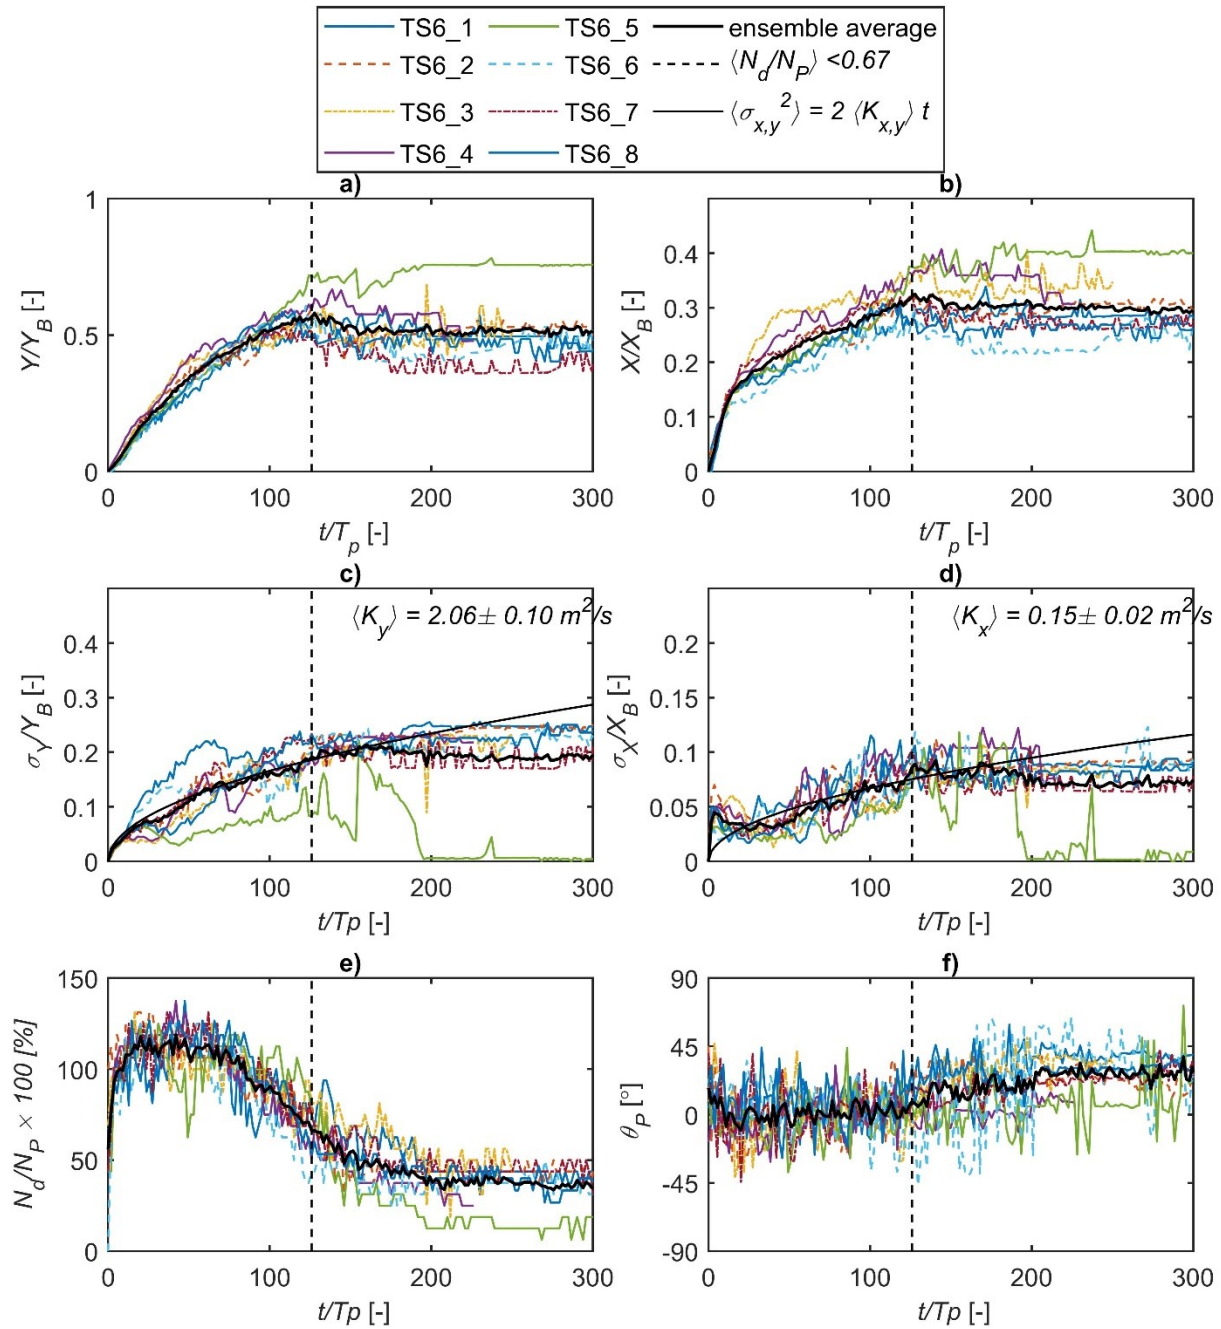 TS6_1 TS6_5 ensemble average
TS6_2 TS6_6 ⟨N_d/N_P⟩ <0.67
TS6_3 TS6_7 ⟨σ_{x,y}²⟩ = 2 ⟨K_{x,y}⟩ t
TS6_4 TS6_8
a)
1
0.5
0
Y/Y_B [-]
0 100 200 300
t/T_p [-]
b)
0.4
0.3
0.2
0.1
0
X/X_B [-]
0 100 200 300
t/T_p [-]
c)
⟨K_y⟩ = 2.06± 0.10 m²/s
0.4
0.3
0.2
0.1
0
σ_Y/Y_B [-]
0 100 200 300
t/Tp [-]
d)
⟨K_x⟩ = 0.15± 0.02 m²/s
0.2
0.15
0.1
0.05
0
σ_X/X_B [-]
0 100 200 300
t/Tp [-]
e)
150
100
50
0
N_d/N_P × 100 [%]
0 100 200 300
t/Tp [-]
f)
90
45
0
-45
-90
θ_P [°]
0 100 200 300
t/Tp [-]